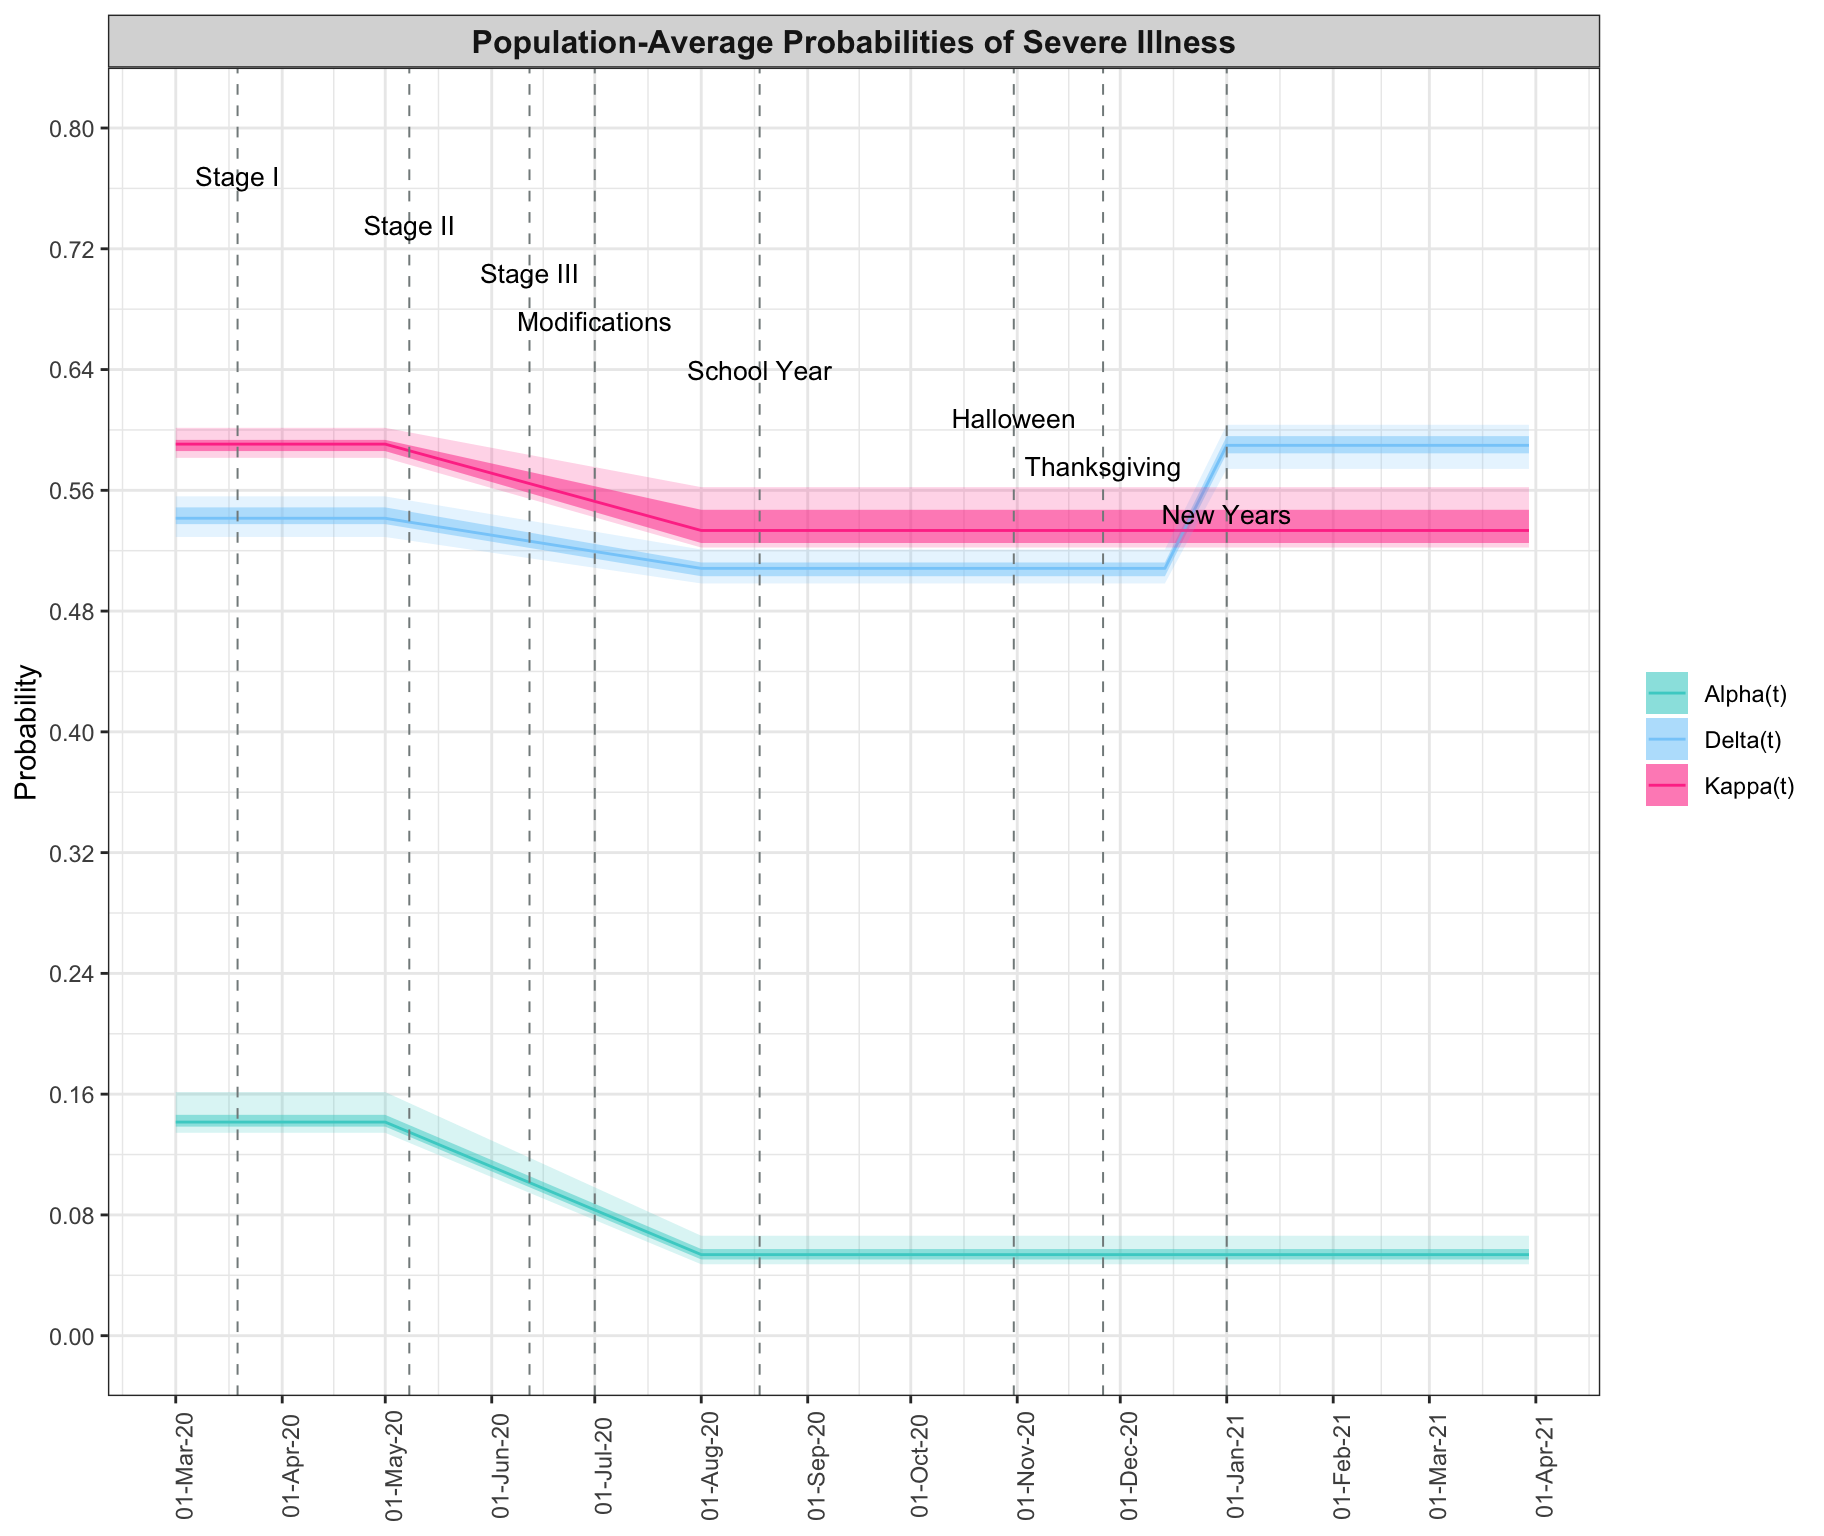 Population-Average Probabilities of Severe Illness
0.80
0.72
0.64
0.56
0.48
0.40
0.32
0.24
0.16
0.08
0.00
Probability
Stage I
Stage II
Stage III
Modifications
School Year
Halloween
Thanksgiving
New Years
Alpha(t)
Delta(t)
Kappa(t)
01-Mar-20
01-Apr-20
01-May-20
01-Jun-20
01-Jul-20
01-Aug-20
01-Sep-20
01-Oct-20
01-Nov-20
01-Dec-20
01-Jan-21
01-Feb-21
01-Mar-21
01-Apr-21